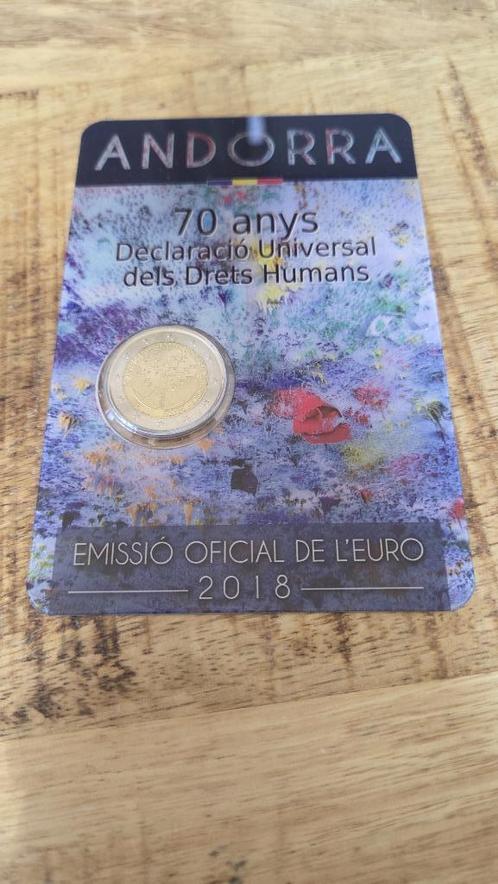 ANDORRA
70 anys
Declaració Universal
dels Drets Humans
EMISSIÓ OFICIAL DE L'EURO
2018